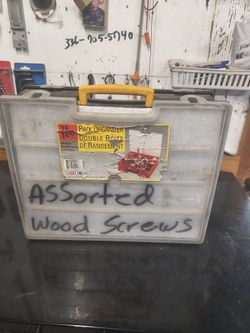 336-905-5740
PACK ORGANIZER
DOUBLE BOÎTE
DE RANGEMENT
Assorted
Wood Screws